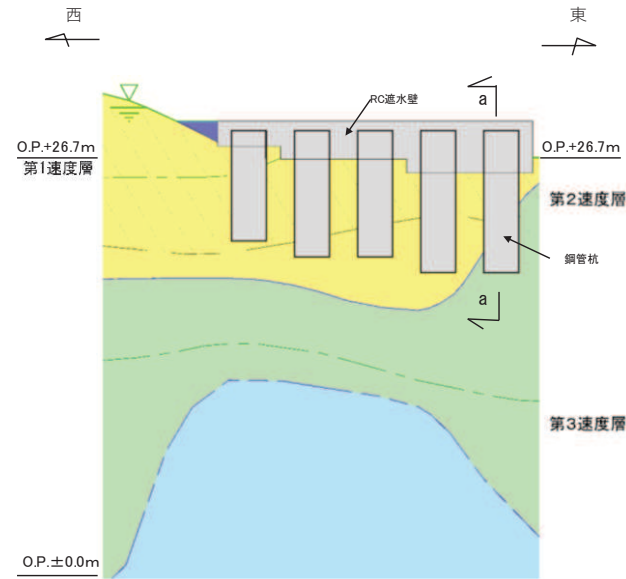 西
東
a
RC遮水壁
O.P.+26.7m
O.P.+26.7m
第1速度層
第2速度層
鋼管杭
a
第3速度層
O.P.±0.0m